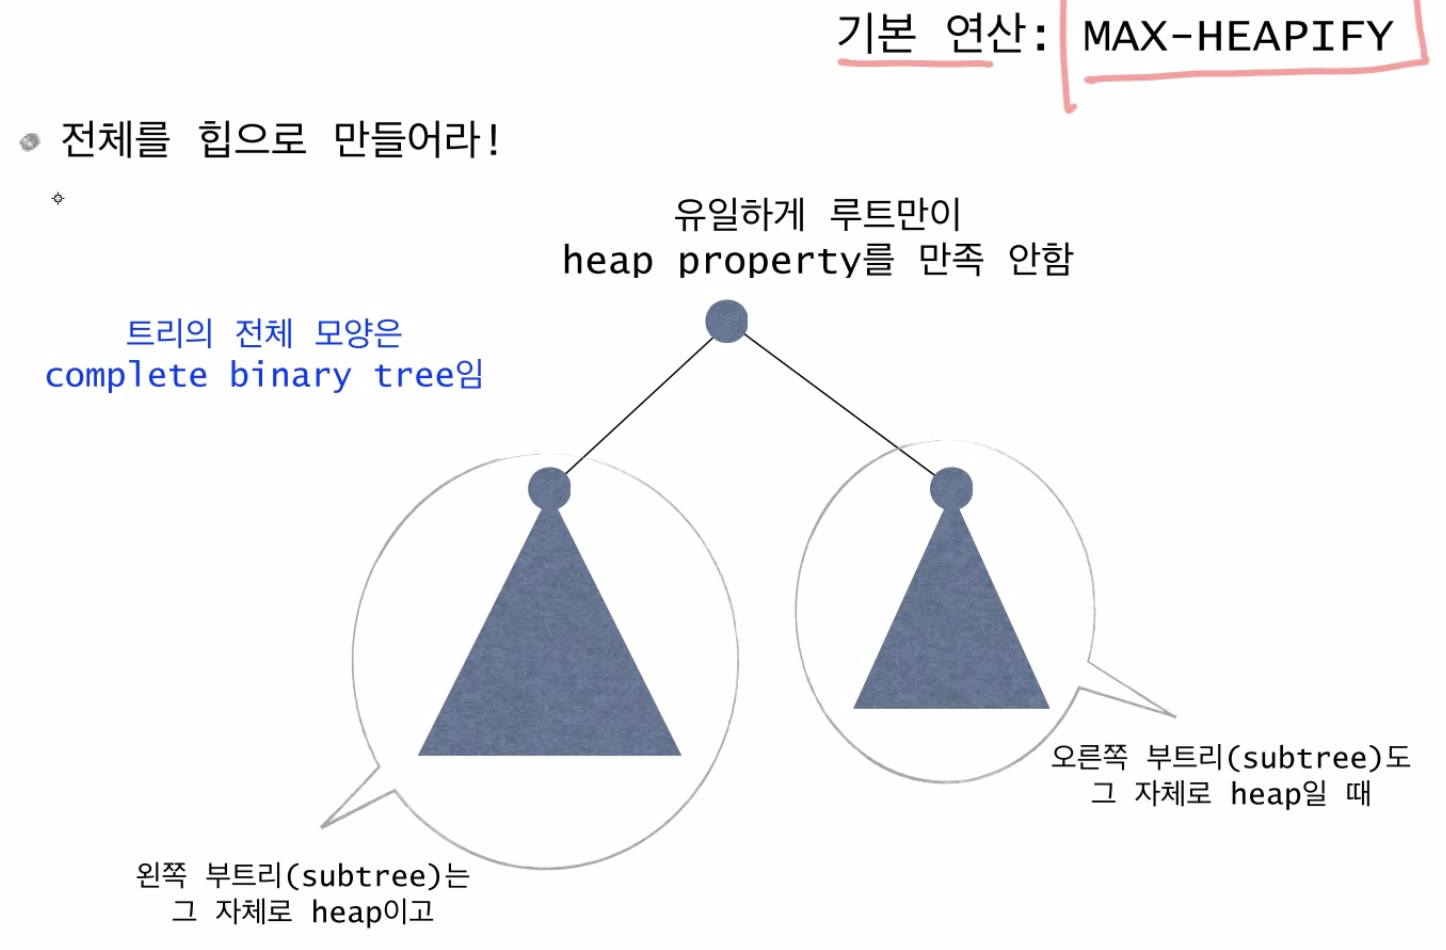 기본 연산: MAX-HEAPIFY
전체를 힙으로 만들어라!
유일하게 루트만이
heap property를 만족 안함
트리의 전체 모양은
complete binary tree임
오른쪽 부트리(subtree)도
그 자체로 heap일 때
왼쪽 부트리(subtree)는
그 자체로 heap이고